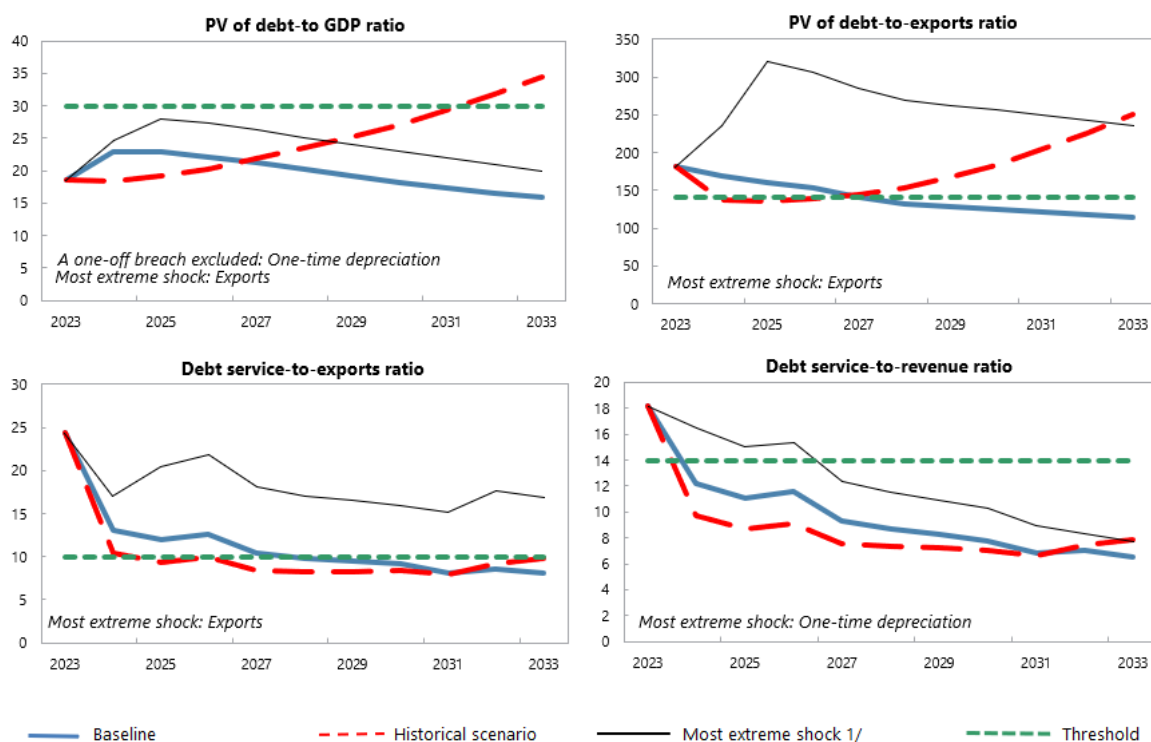 PV of debt-to GDP ratio
40
35
30
25
20
15
10
5
0
A one-off breach excluded: One-time depreciation
Most extreme shock: Exports
2023 2025 2027 2029 2031 2033
PV of debt-to-exports ratio
350
300
250
200
150
100
50
0
Most extreme shock: Exports
2023 2025 2027 2029 2031 2033
Debt service-to-exports ratio
30
25
20
15
10
5
0
Most extreme shock: Exports
2023 2025 2027 2029 2031 2033
Debt service-to-revenue ratio
20
18
16
14
12
10
8
6
4
2
0
Most extreme shock: One-time depreciation
2023 2025 2027 2029 2031 2033
Baseline Historical scenario Most extreme shock 1/ Threshold